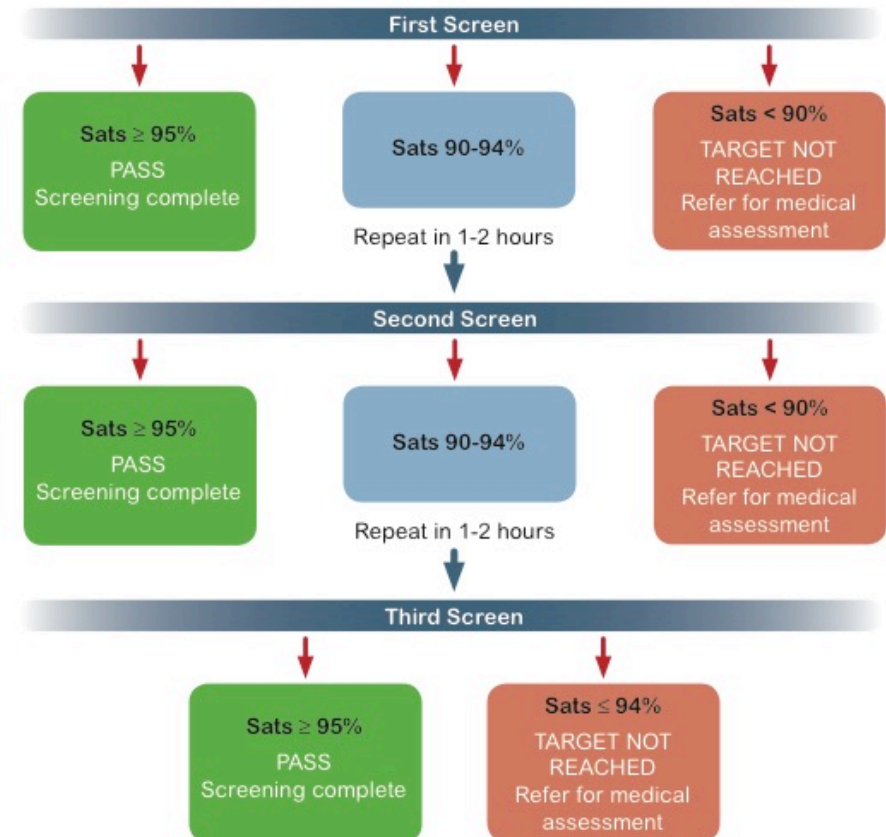 First Screen
Sats ≥ 95%
PASS
Screening complete
Sats 90-94%
Repeat in 1-2 hours
Sats < 90%
TARGET NOT
REACHED
Refer for medical
assessment
Second Screen
Sats ≥ 95%
PASS
Screening complete
Sats 90-94%
Repeat in 1-2 hours
Sats < 90%
TARGET NOT
REACHED
Refer for medical
assessment
Third Screen
Sats ≥ 95%
PASS
Screening complete
Sats ≤ 94%
TARGET NOT
REACHED
Refer for medical
assessment